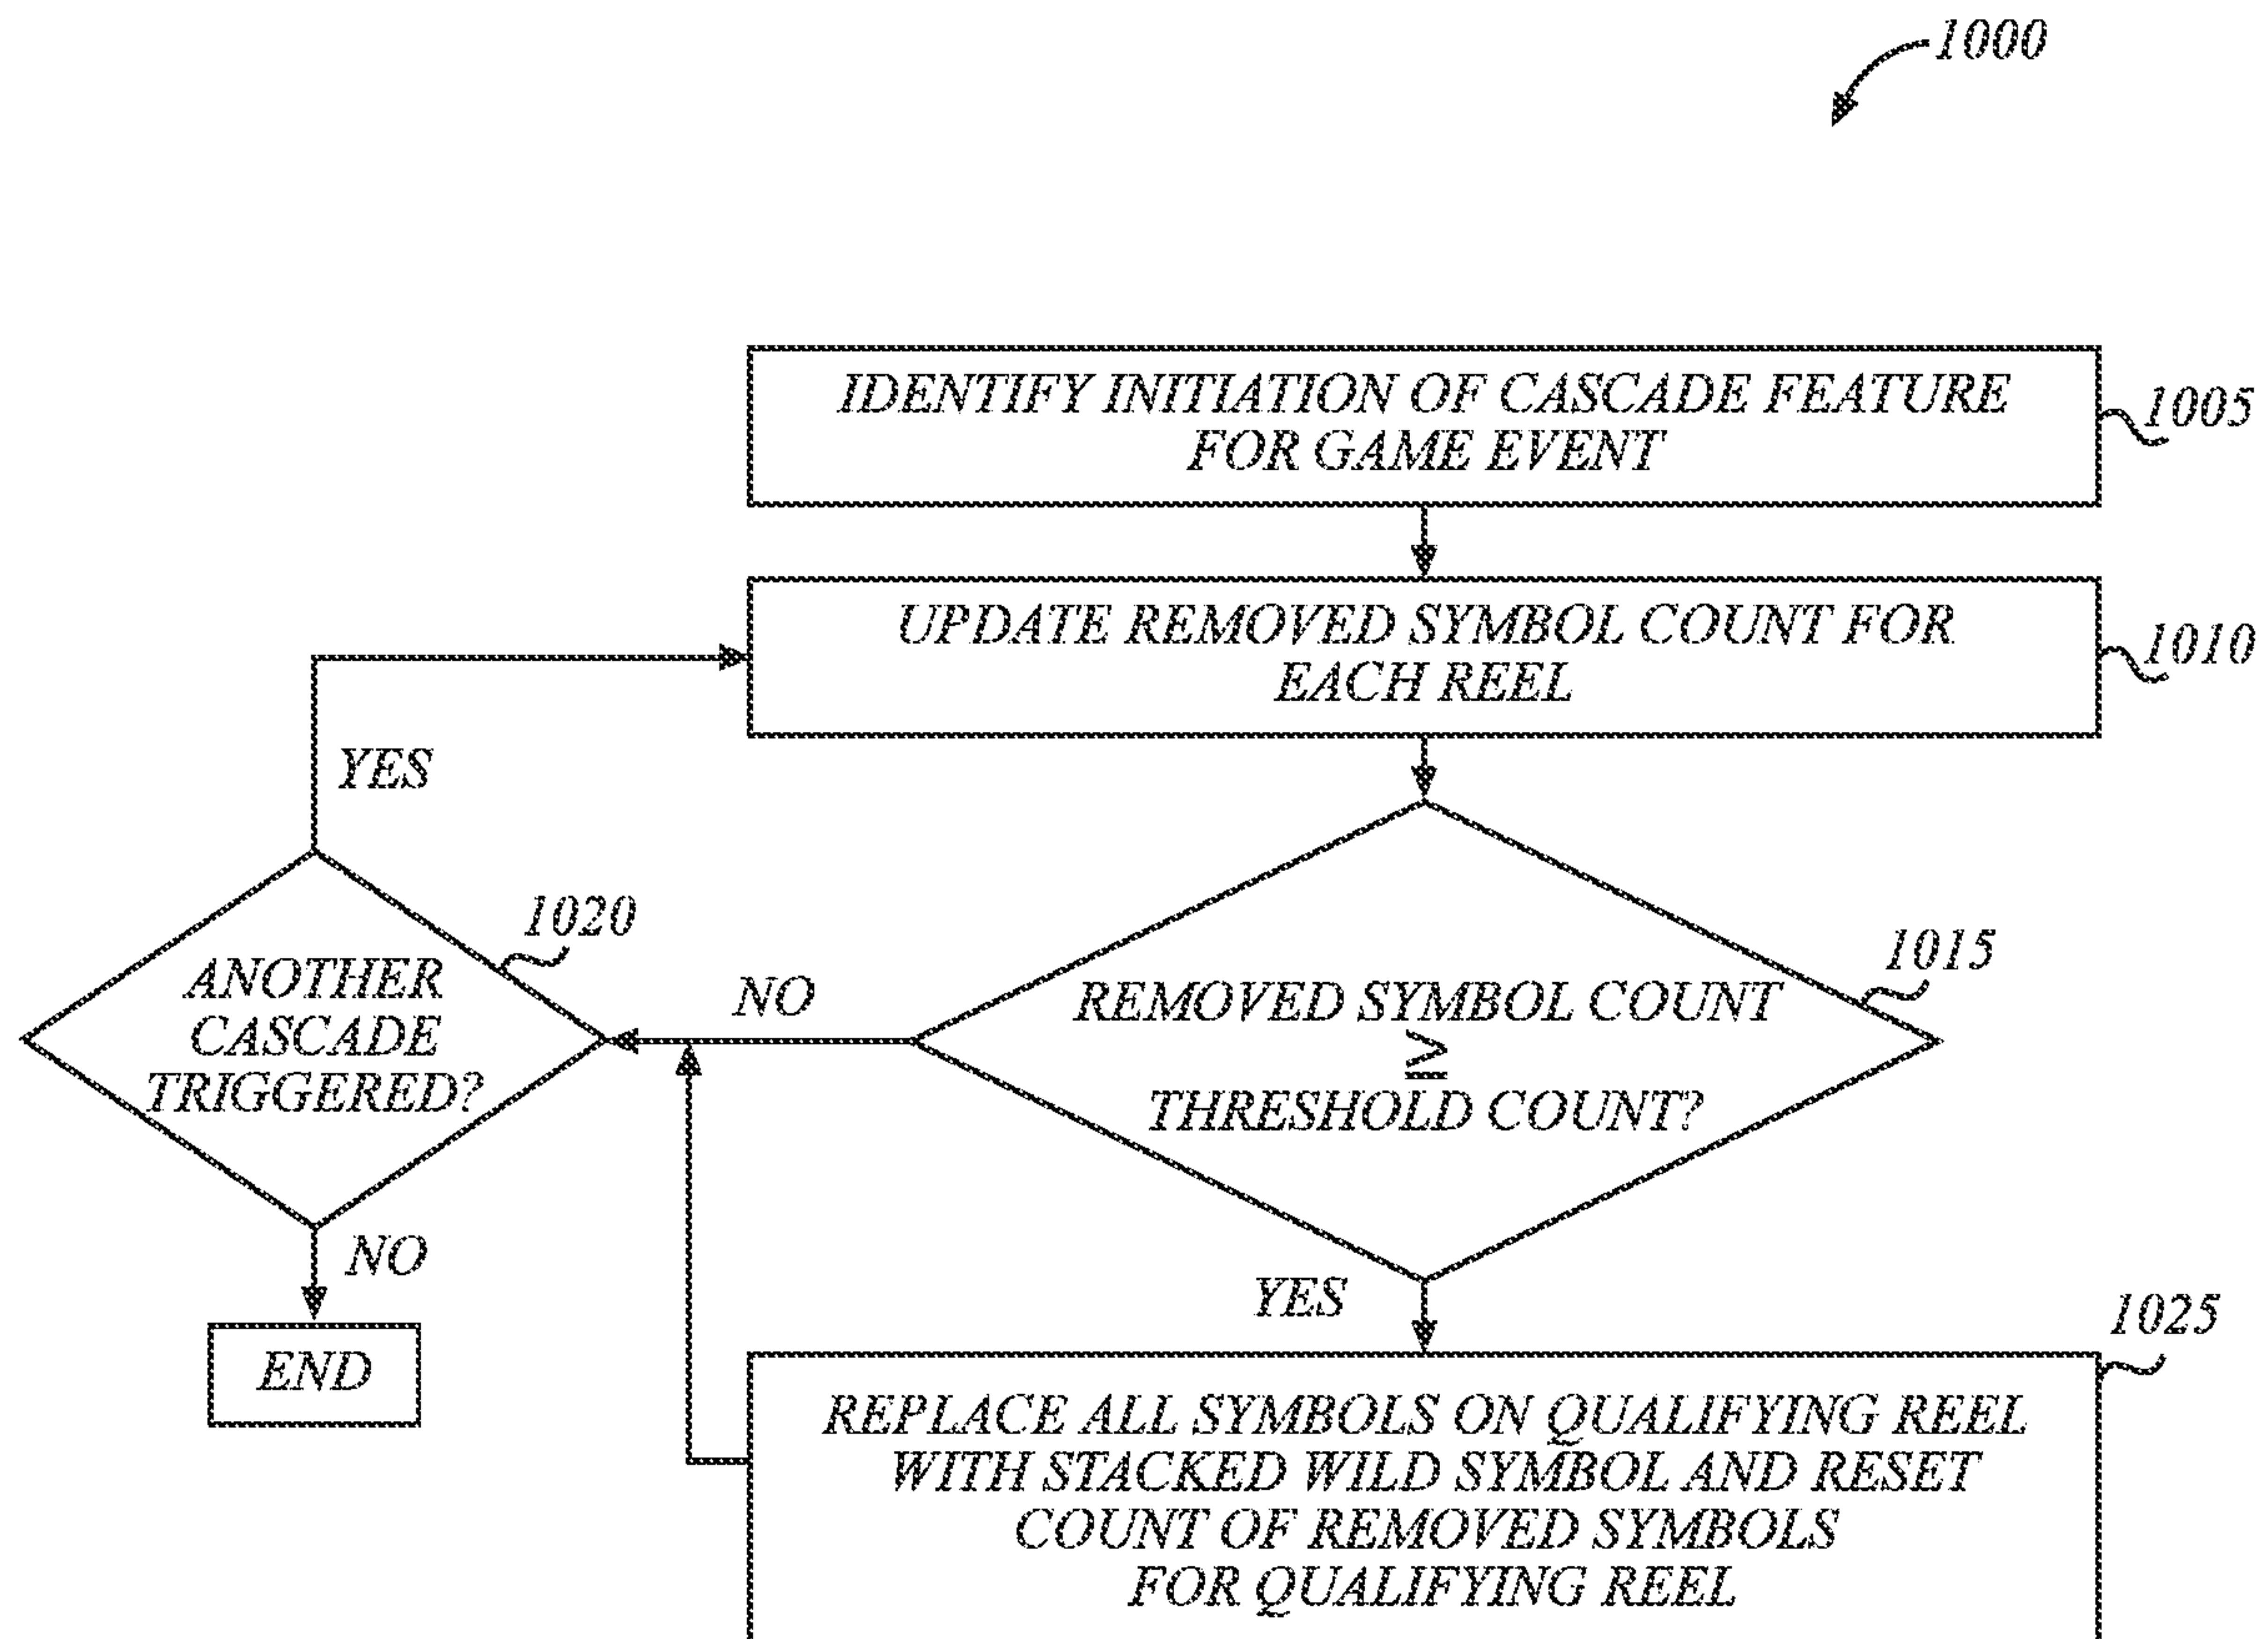 1000
IDENTIFY INITIATION OF CASCADE FEATURE
FOR GAME EVENT
1005
UPDATE REMOVED SYMBOL COUNT FOR
EACH REEL
1010
YES
1020
ANOTHER
CASCADE
TRIGGERED?
NO
1015
REMOVED SYMBOL COUNT
≥
THRESHOLD COUNT?
NO
END
YES
1025
REPLACE ALL SYMBOLS ON QUALIFYING REEL
WITH STACKED WILD SYMBOL AND RESET
COUNT OF REMOVED SYMBOLS
FOR QUALIFYING REEL